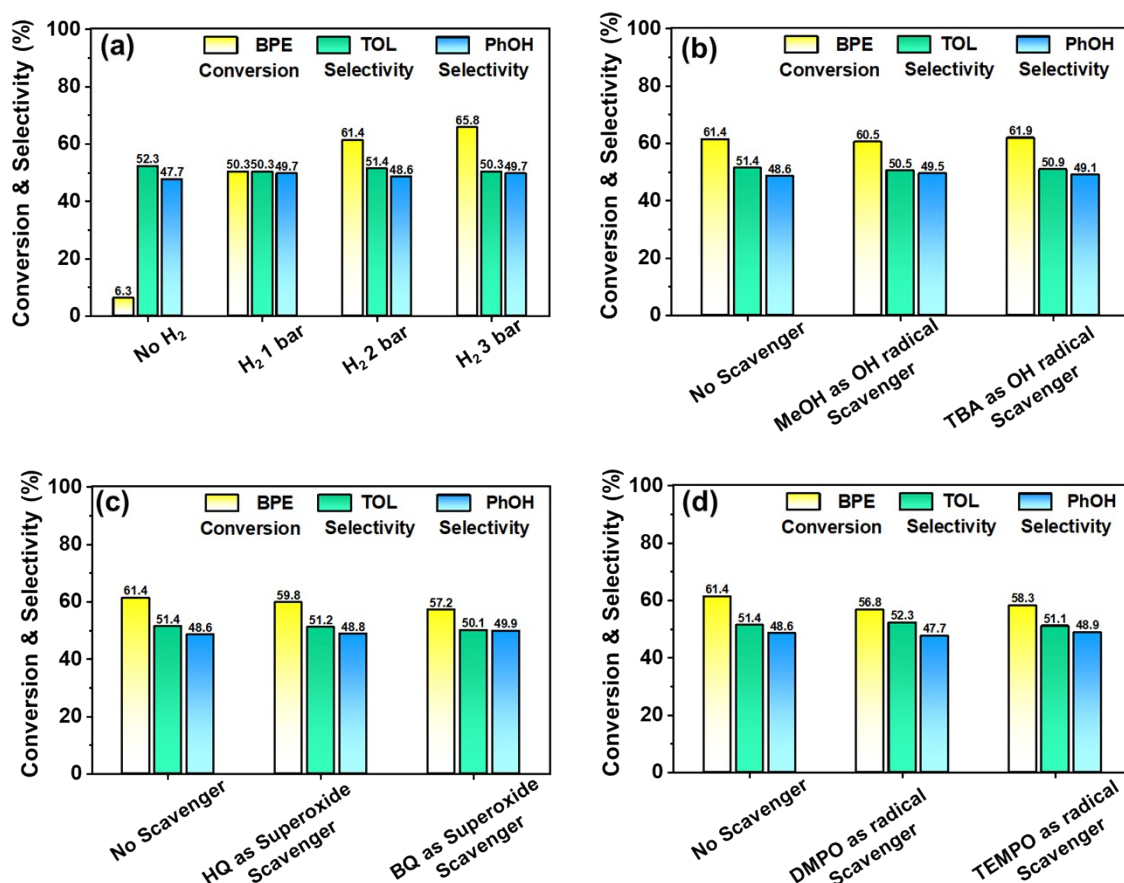 Conversion & Selectivity (%)
100
80
60
40
20
0
(a)
BPE TOL PhOH
Conversion Selectivity Selectivity
6.3
52.3
47.7
50.3
50.3
49.7
61.4
51.4
48.6
65.8
50.3
49.7
No H₂
H₂ 1 bar
H₂ 2 bar
H₂ 3 bar
Conversion & Selectivity (%)
100
80
60
40
20
0
(b)
BPE TOL PhOH
Conversion Selectivity Selectivity
61.4
51.4
48.6
60.5
50.5
49.5
61.9
50.9
49.1
No Scavenger
MeOH as OH radical
Scavenger
TBA as OH radical
Scavenger
Conversion & Selectivity (%)
100
80
60
40
20
0
(c)
BPE TOL PhOH
Conversion Selectivity Selectivity
61.4
51.4
48.6
59.8
51.2
48.8
57.2
50.1
49.9
No Scavenger
HQ as Superoxide
Scavenger
BQ as Superoxide
Scavenger
Conversion & Selectivity (%)
100
80
60
40
20
0
(d)
BPE TOL PhOH
Conversion Selectivity Selectivity
61.4
51.4
48.6
56.8
52.3
47.7
58.3
51.1
48.9
No Scavenger
DMPO as radical
Scavenger
TEMPO as radical
Scavenger